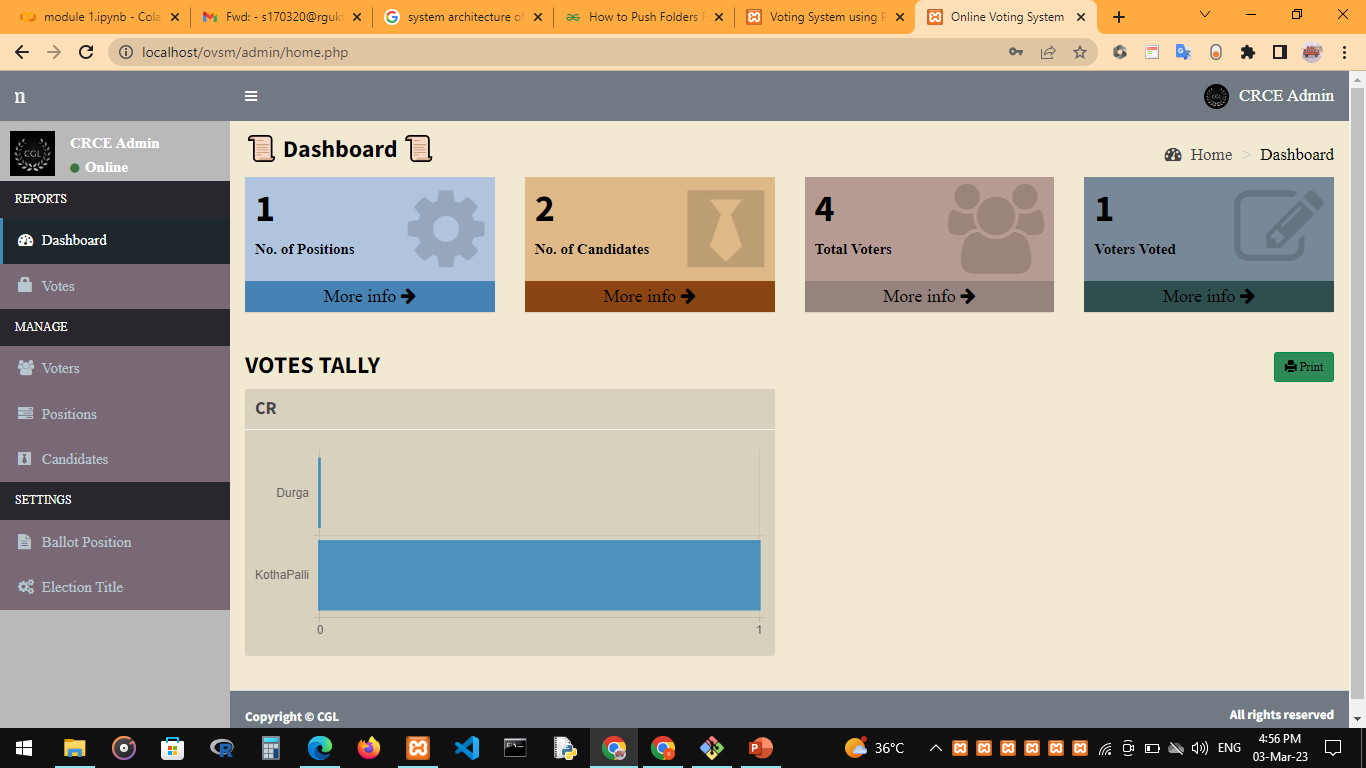 module 1.ipynb - Cola
Fwd: - s170320@rgukt
system architecture of
How to Push Folders F
Voting System using P
Online Voting System
localhost/ovsm/admin/home.php
n
CRCE Admin
CGL
CRCE Admin
Online
REPORTS
Dashboard
Votes
MANAGE
Voters
Positions
Candidates
SETTINGS
Ballot Position
Election Title
Dashboard
Home > Dashboard
1
No. of Positions
More info
2
No. of Candidates
More info
4
Total Voters
More info
1
Voters Voted
More info
VOTES TALLY
Print
CR
Durga
KothaPalli
0 1
Copyright © CGL
All rights reserved
36°C
ENG
4:56 PM
03-Mar-23